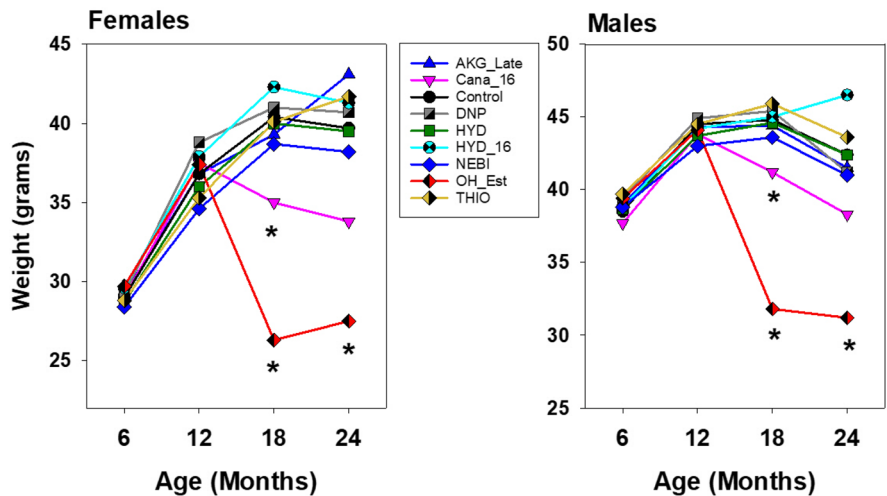 Females
Males
45
40
35
30
25
Weight (grams)
*
*
*
6 12 18 24
Age (Months)
AKG_Late
Cana_16
Control
DNP
HYD
HYD_16
NEBI
OH_Est
THIO
50
45
40
35
30
25
*
*
*
6 12 18 24
Age (Months)